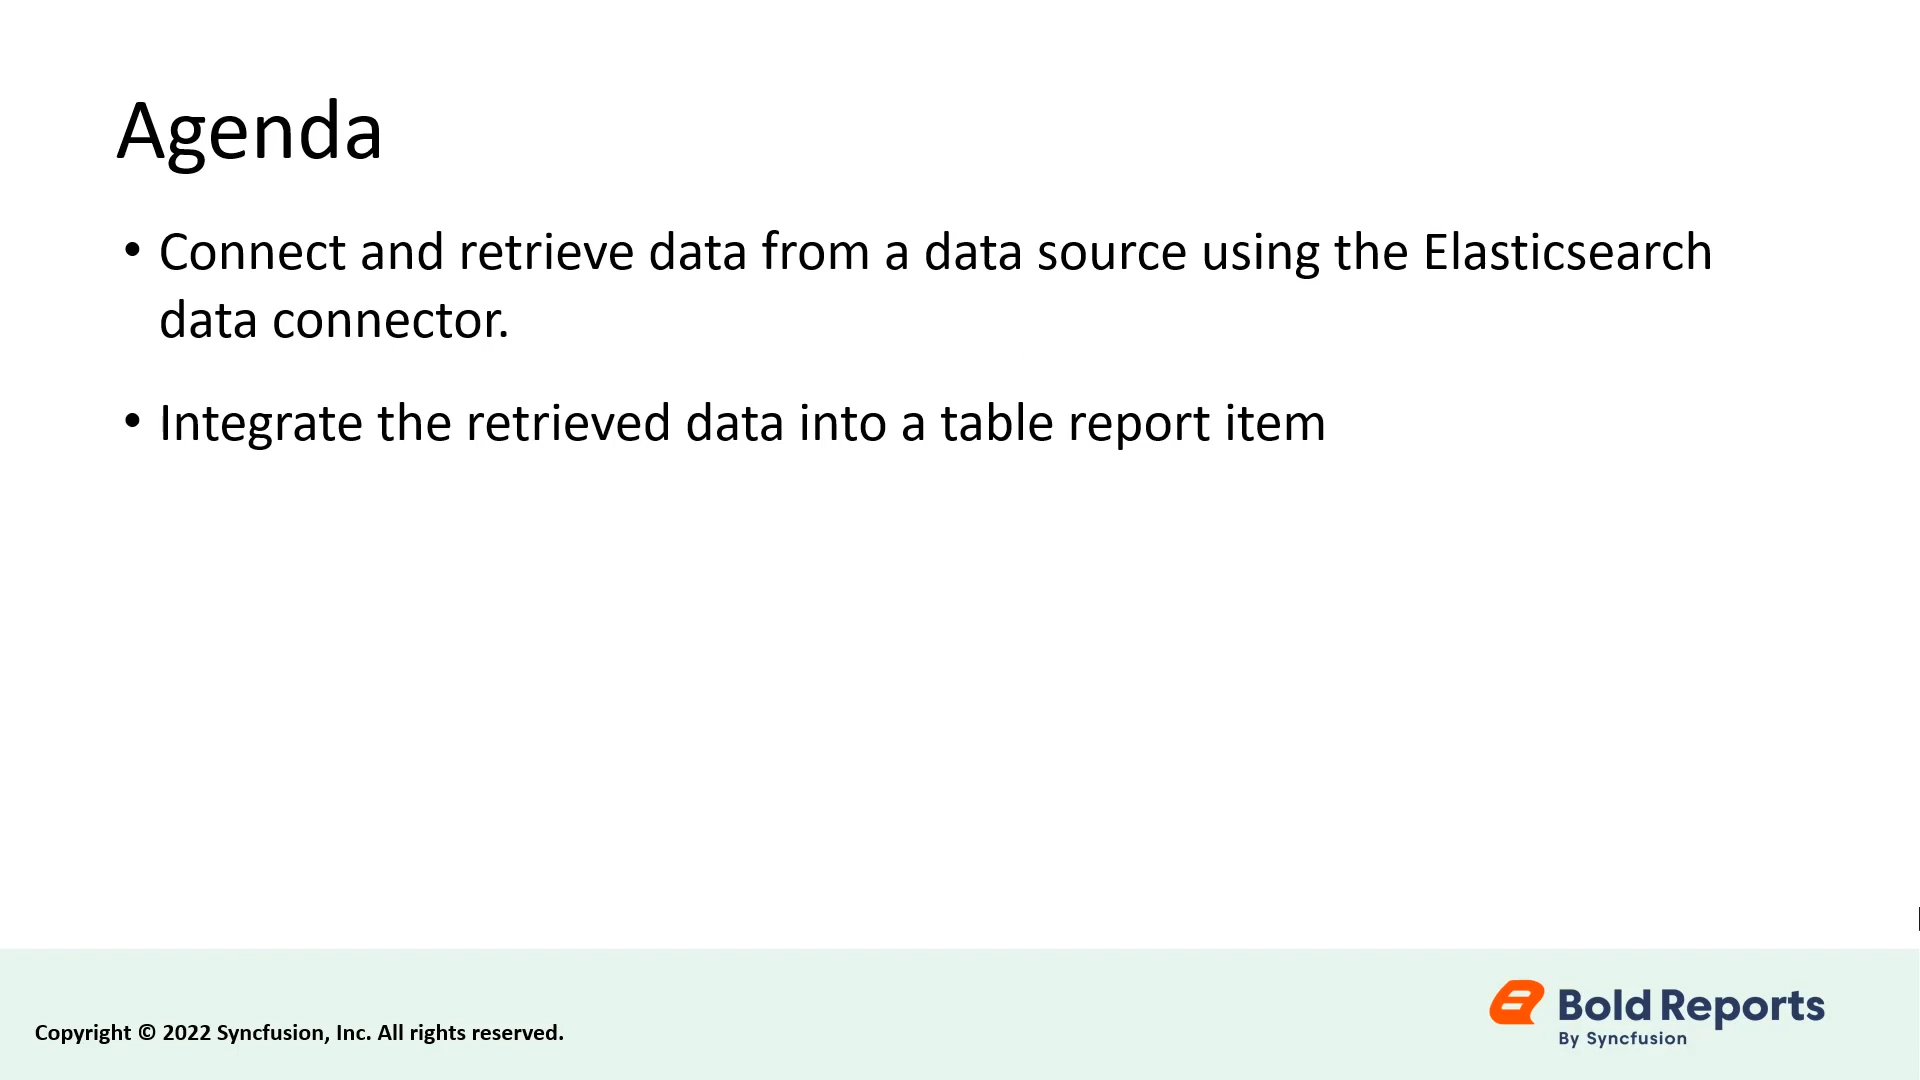 Agenda
• Connect and retrieve data from a data source using the Elasticsearch
data connector.
• Integrate the retrieved data into a table report item
Copyright © 2022 Syncfusion, Inc. All rights reserved.
Bold Reports
By Syncfusion